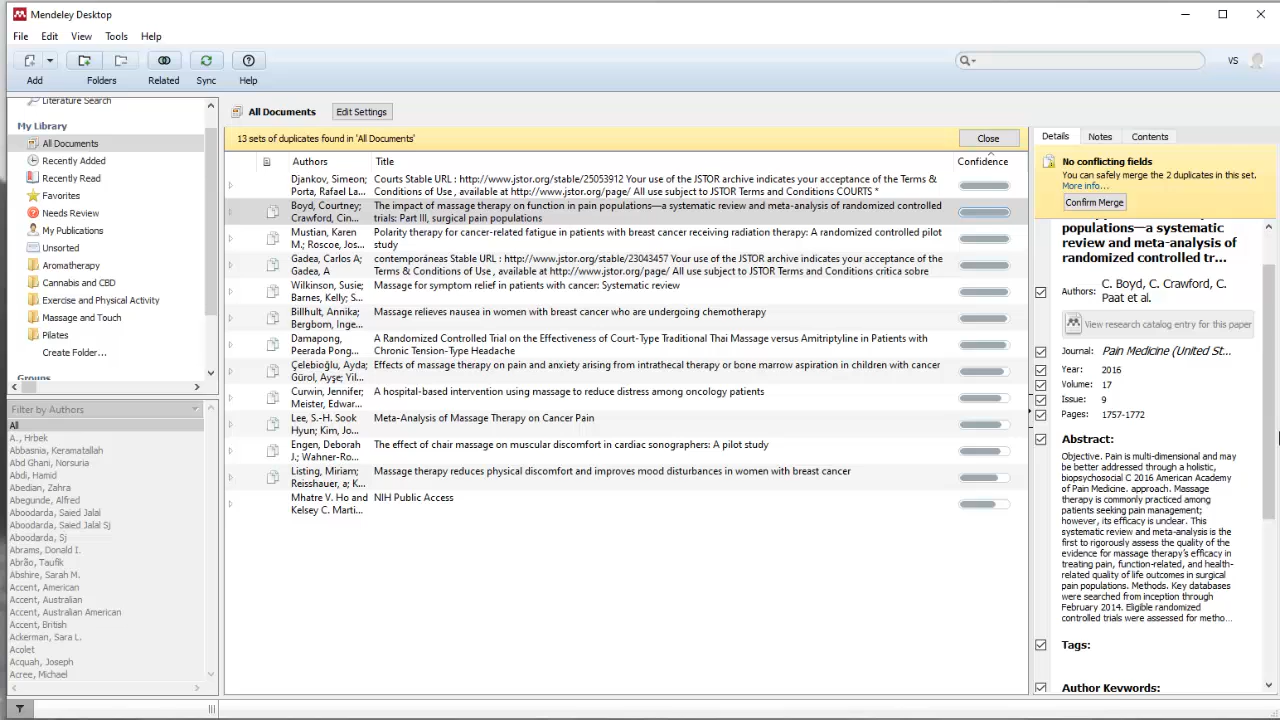 Mendeley Desktop
File Edit View Tools Help
Add Folders Related Sync Help
VS
Literature Search
My Library
All Documents
Recently Added
Recently Read
Favorites
Needs Review
My Publications
Unsorted
Aromatherapy
Cannabis and CBD
Exercise and Physical Activity
Massage and Touch
Pilates
Create Folder...
Groups
Filter by Authors
All
A., Hrbek
Abbasnia, Keramatallah
Abd Ghani, Norsuria
Abdi, Hamid
Abedian, Zahra
Abegunde, Alfred
Aboodarda, Saied Jalal
Aboodarda, Saied Jalal Sj
Aboodarda, Sj
Abrams, Donald I.
Abrão, Taufik
Abshire, Sarah M.
Accent, American
Accent, Australian
Accent, Australian American
Accent, British
Ackerman, Sara L.
Acolet
Acquah, Joseph
Acree, Michael
All Documents Edit Settings
13 sets of duplicates found in 'All Documents' Close
Authors Title Confidence
Djankov, Simeon; Courts Stable URL : http://www.jstor.org/stable/25053912 Your use of the JSTOR archive indicates your acceptance of the Terms &
Porta, Rafael La... Conditions of Use , available at http://www.jstor.org/page/ All use subject to JSTOR Terms and Conditions COURTS *
Boyd, Courtney; The impact of massage therapy on function in pain populations—a systematic review and meta-analysis of randomized controlled
Crawford, Cin... trials: Part III, surgical pain populations
Mustian, Karen Polarity therapy for cancer-related fatigue in patients with breast cancer receiving radiation therapy: A randomized controlled pilot
M.; Roscoe, Jos... study
Gadea, Carlos A; contemporáneas Stable URL : http://www.jstor.org/stable/23043457 Your use of the JSTOR archive indicates your acceptance of the
Gadea, A Terms & Conditions of Use , available at http://www.jstor.org/page/ All use subject to JSTOR Terms and Conditions critica sobre
Wilkinson, Susie; Massage for symptom relief in patients with cancer: Systematic review
Barnes, Kelly; S...
Billhult, Annika; Massage relieves nausea in women with breast cancer who are undergoing chemotherapy
Bergbom, Inge...
Damapong, A Randomized Controlled Trial on the Effectiveness of Court-Type Traditional Thai Massage versus Amitriptyline in Patients with
Peerada Pong... Chronic Tension-Type Headache
Çelebioğlu, Ayda; Effects of massage therapy on pain and anxiety arising from intrathecal therapy or bone marrow aspiration in children with cancer
Gürol, Ayşe; Yil...
Curwin, Jennifer; A hospital-based intervention using massage to reduce distress among oncology patients
Meister, Edwar...
Lee, S.-H. Sook Meta-Analysis of Massage Therapy on Cancer Pain
Hyun; Kim, Jo...
Engen, Deborah The effect of chair massage on muscular discomfort in cardiac sonographers: A pilot study
J.; Wahner-Ro...
Listing, Miriam; Massage therapy reduces physical discomfort and improves mood disturbances in women with breast cancer
Reisshauer, a; K...
Mhatre V. Ho and NIH Public Access
Kelsey C. Marti...
Details Notes Contents
No conflicting fields
You can safely merge the 2 duplicates in this set.
More info...
Confirm Merge
populations—a systematic
review and meta-analysis of
randomized controlled tr...
Authors: C. Boyd, C. Crawford, C.
Paat et al.
View research catalog entry for this paper
Journal: Pain Medicine (United St...
Year: 2016
Volume: 17
Issue: 9
Pages: 1757-1772
Abstract:
Objective. Pain is multi-dimensional and may
be better addressed through a holistic,
biopsychosocial C 2016 American Academy
of Pain Medicine. approach. Massage
therapy is commonly practiced among
patients seeking pain management;
however, its efficacy is unclear. This
systematic review and meta-analysis is the
first to rigorously assess the quality of the
evidence for massage therapy's efficacy in
treating pain, function-related, and health-
related quality of life outcomes in surgical
pain populations. Methods. Key databases
were searched from inception through
February 2014. Eligible randomized
controlled trials were assessed for metho...
Tags:
Author Keywords: